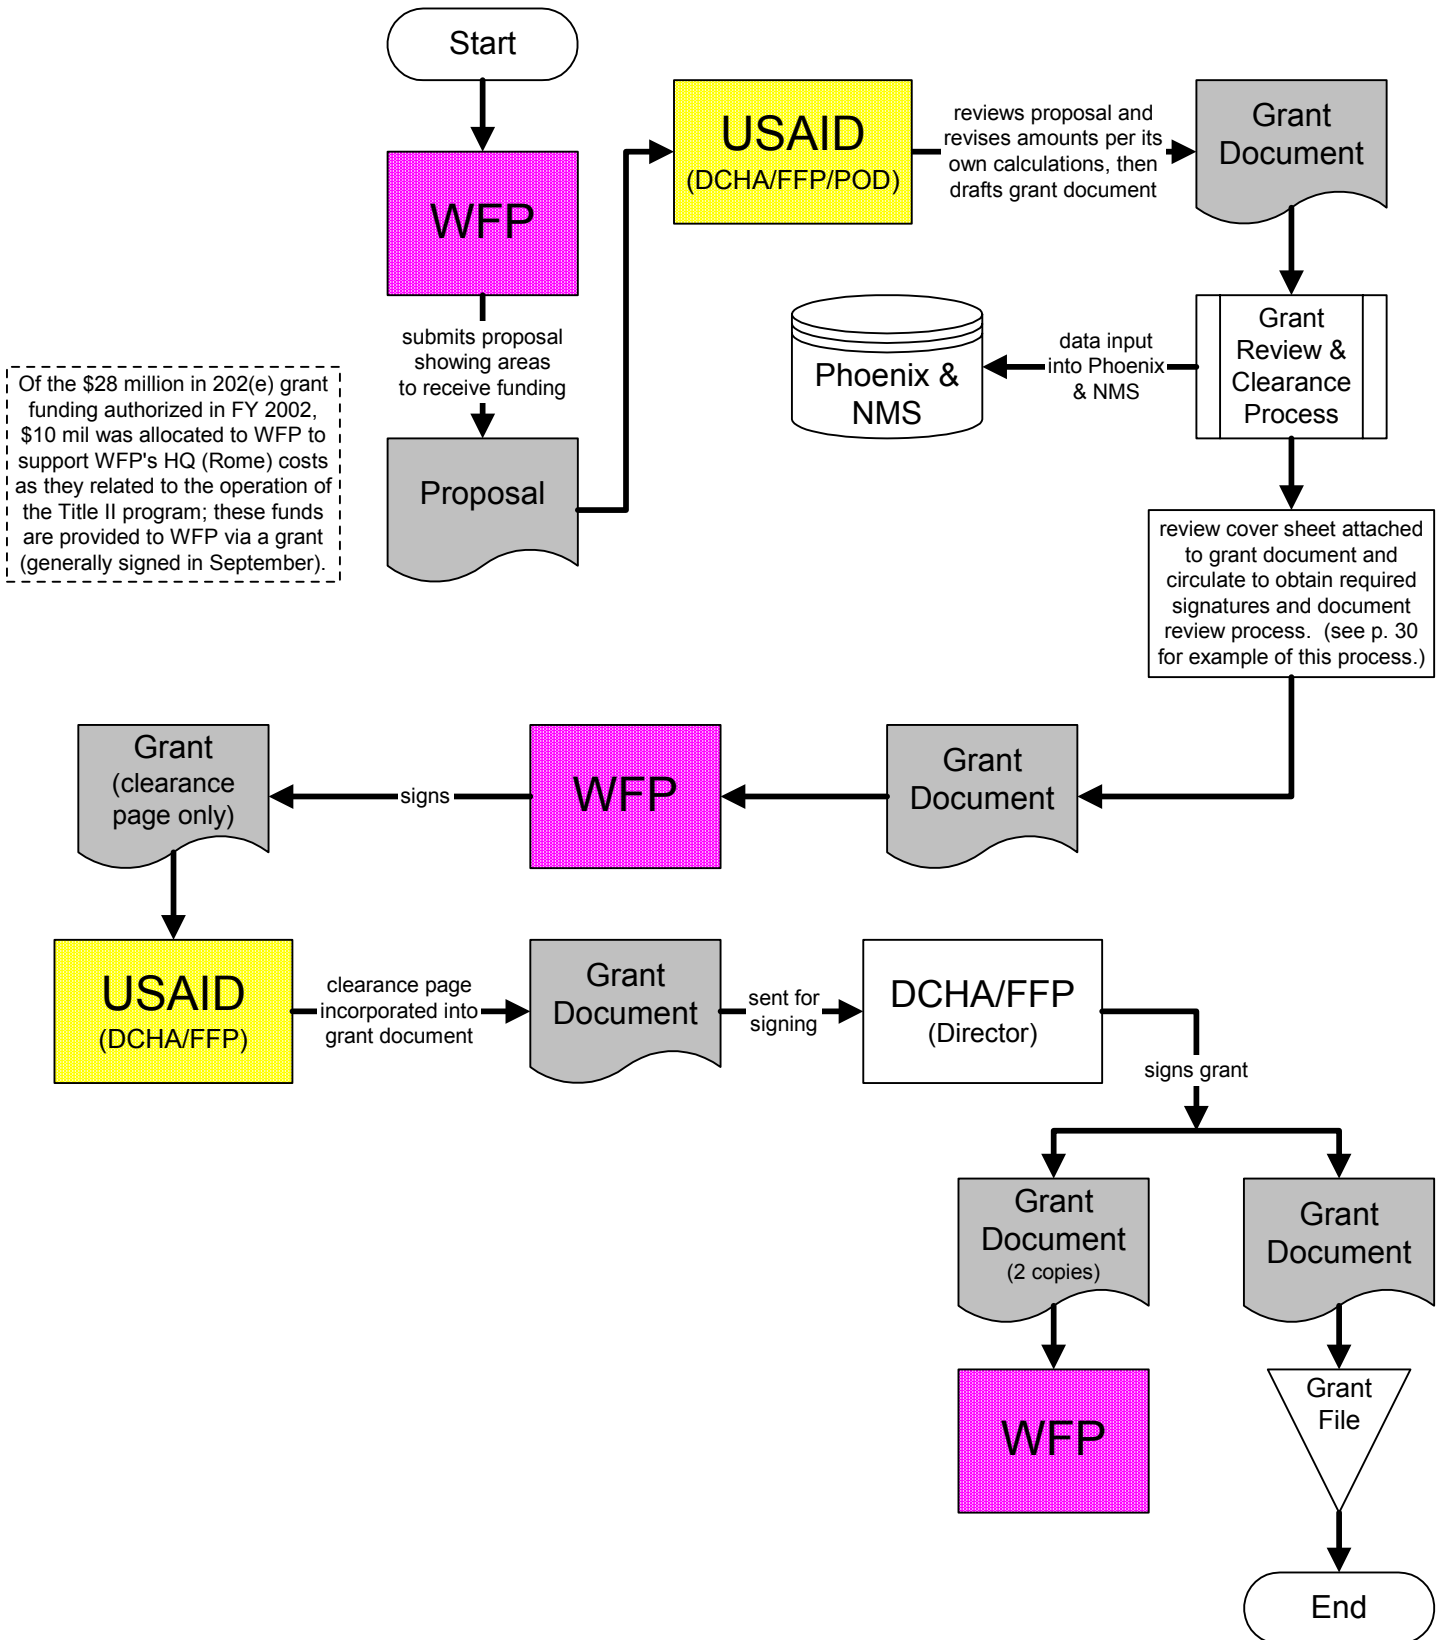 Start
WFP
submits proposal
showing areas
to receive funding
Proposal
Of the $28 million in 202(e) grant
funding authorized in FY 2002,
$10 mil was allocated to WFP to
support WFP's HQ (Rome) costs
as they related to the operation of
the Title II program; these funds
are provided to WFP via a grant
(generally signed in September).
USAID
(DCHA/FFP/POD)
reviews proposal and
revises amounts per its
own calculations, then
drafts grant document
Grant
Document
Grant
Review &
Clearance
Process
data input
into Phoenix
& NMS
Phoenix &
NMS
review cover sheet attached
to grant document and
circulate to obtain required
signatures and document
review process.  (see p. 30
for example of this process.)
Grant
Document
WFP
signs
Grant
(clearance
page only)
USAID
(DCHA/FFP)
clearance page
incorporated into
grant document
Grant
Document
sent for
signing
DCHA/FFP
(Director)
signs grant
Grant
Document
(2 copies)
WFP
Grant
Document
Grant
File
End